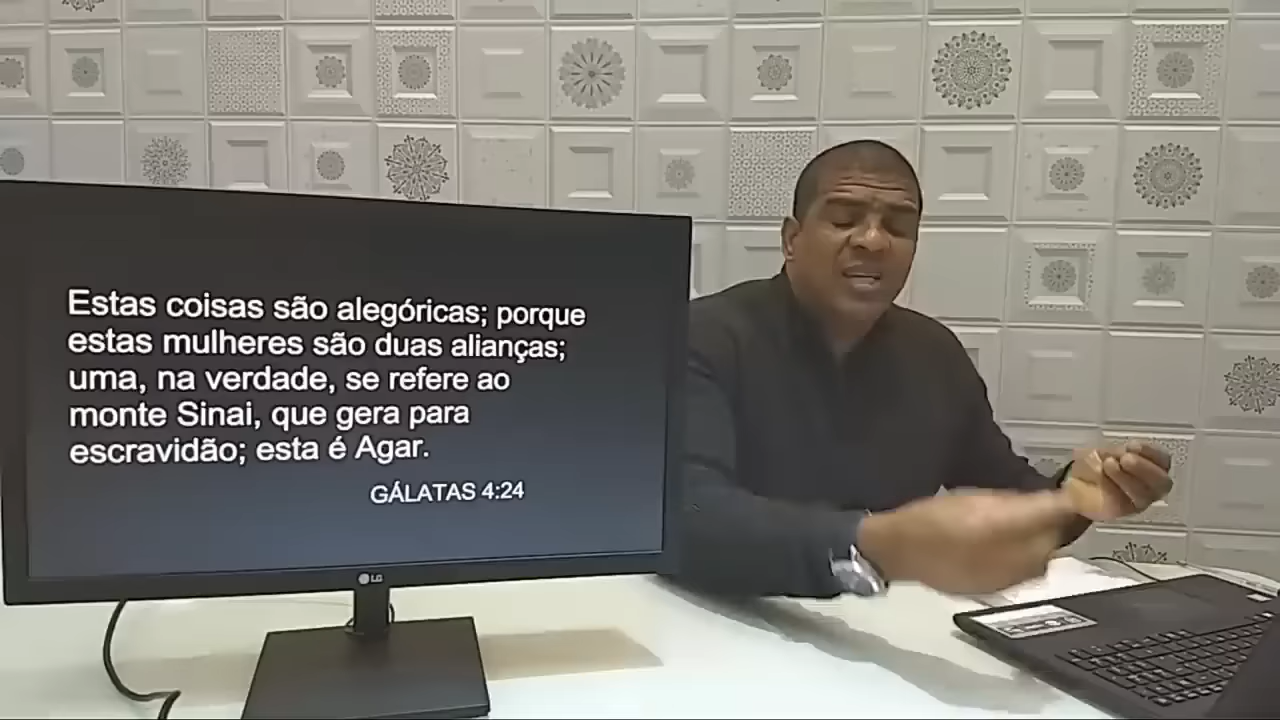 Estas coisas são alegóricas; porque
estas mulheres são duas alianças;
uma, na verdade, se refere ao
monte Sinai, que gera para
escravidão; esta é Agar.
GÁLATAS 4:24
LG